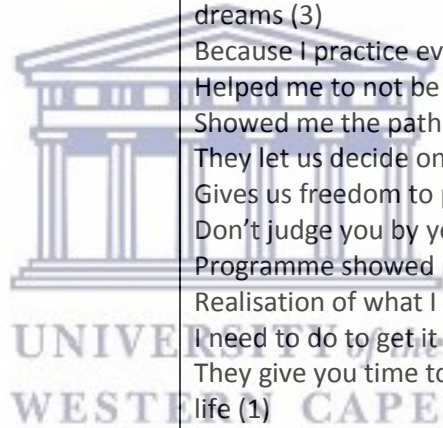 dreams (3)
Because I practice ev
Helped me to not be
Showed me the path
They let us decide on
Gives us freedom to p
Don't judge you by yo
Programme showed
Realisation of what I
I need to do to get it
They give you time to
life (1)
UNIVERSITY of the
WESTERN CAPE